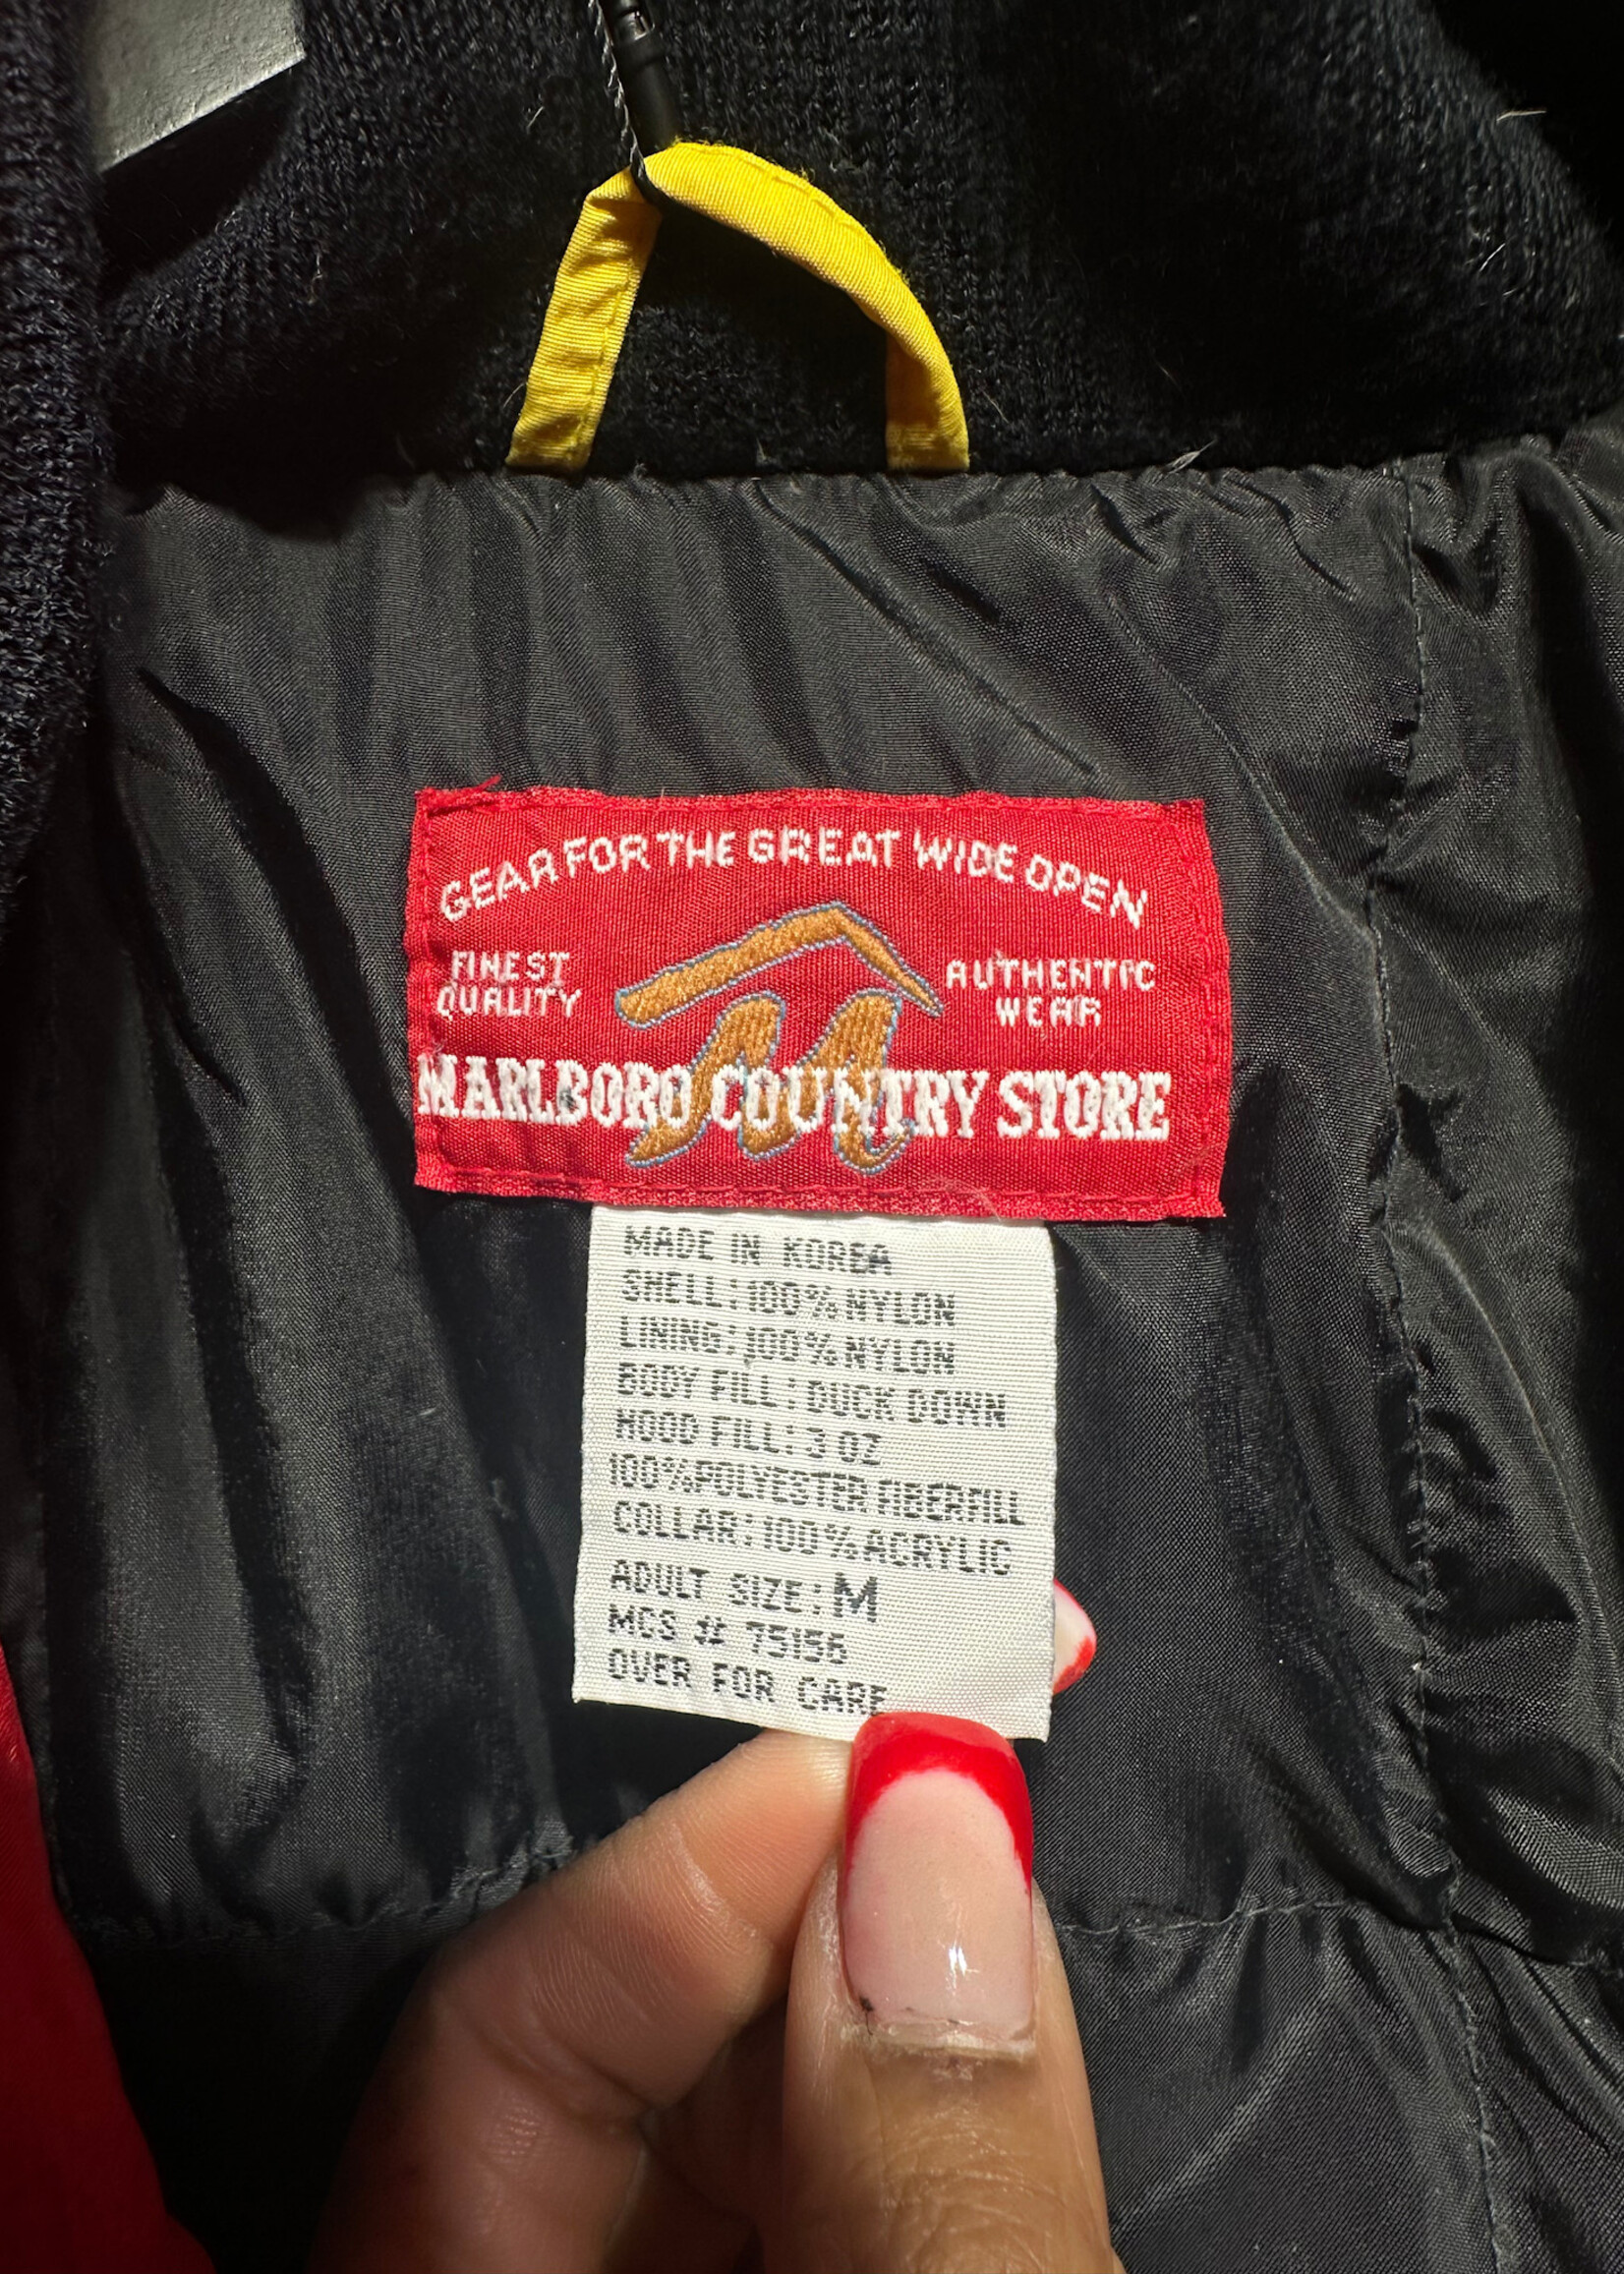 GEAR FOR THE GREAT WIDE OPEN
FINEST
QUALITY
AUTHENTIC
WEAR
M
MARLBORO COUNTRY STORE
MADE IN KOREA
SHELL: 100% NYLON
LINING: 100% NYLON
BODY FILL: DUCK DOWN
HOOD FILL: 3 OZ
100% POLYESTER FIBERFILL
COLLAR: 100% ACRYLIC
ADULT SIZE: M
MCS # 75156
OVER FOR CARE